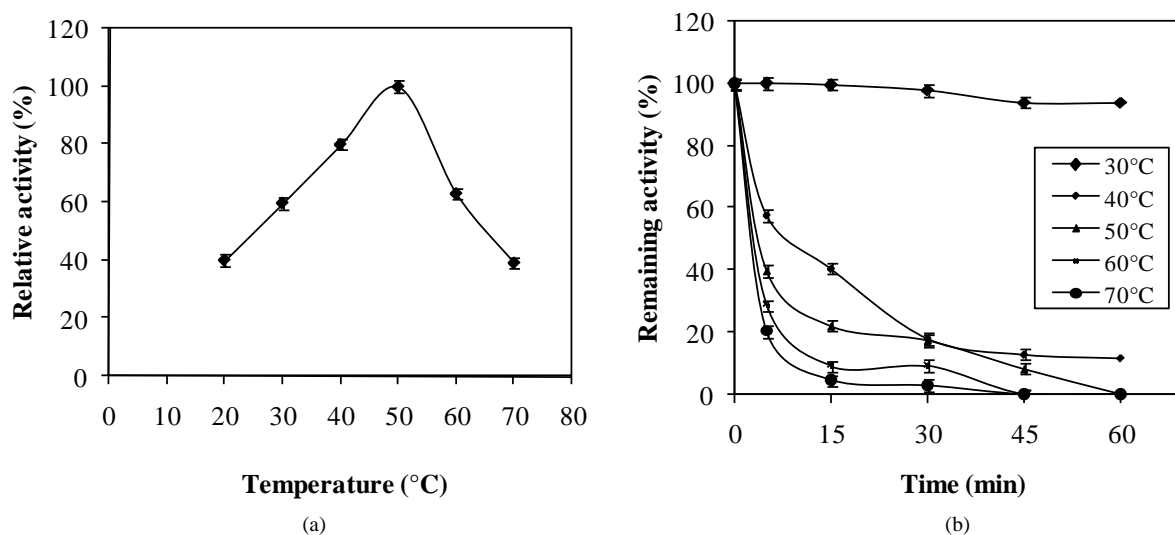 120
100
80
60
40
20
0
Relative activity (%)
0 10 20 30 40 50 60 70 80
Temperature (°C)
(a)
120
100
80
60
40
20
0
Remaining activity (%)
30°C
40°C
50°C
60°C
70°C
0 15 30 45 60
Time (min)
(b)